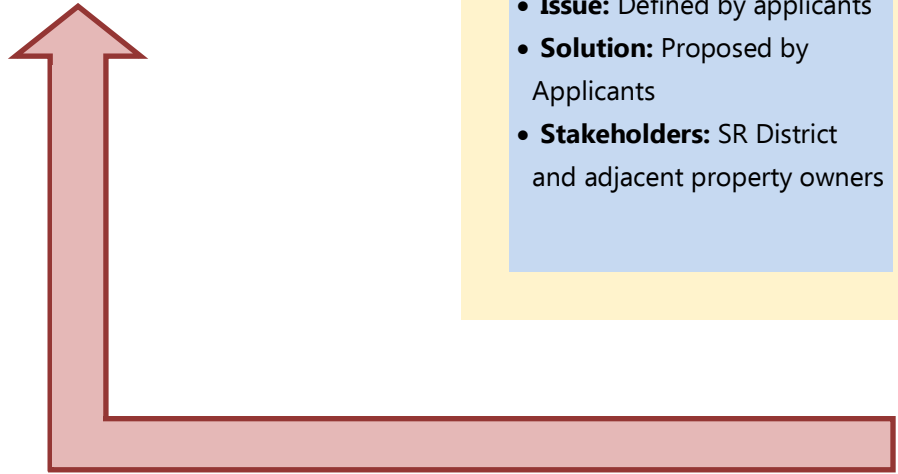 • Issue: Defined by applicants
• Solution: Proposed by
Applicants
• Stakeholders: SR District
and adjacent property owners